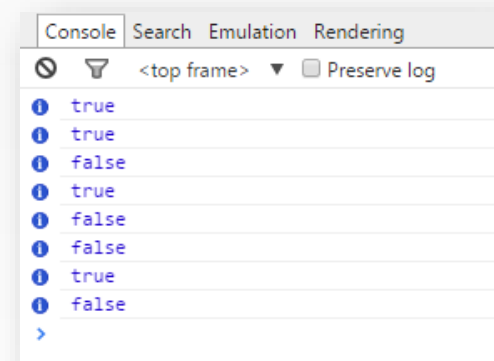 Console Search Emulation Rendering
<top frame> ▼ Preserve log
true
true
false
true
false
false
true
false